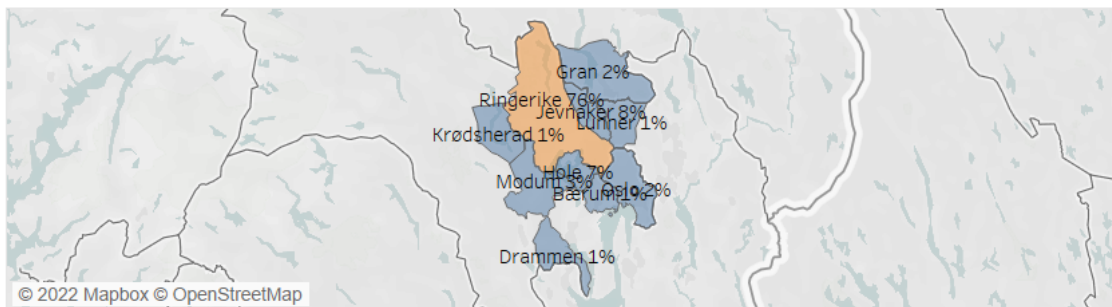 Gran 2%
Ringerike 76%
Jevnaker 8%
Lunner 1%
Krødsherad 1%
Hole 7%
Modum 3%
Oslo 2%
Bærum 1%
Drammen 1%
© 2022 Mapbox © OpenStreetMap